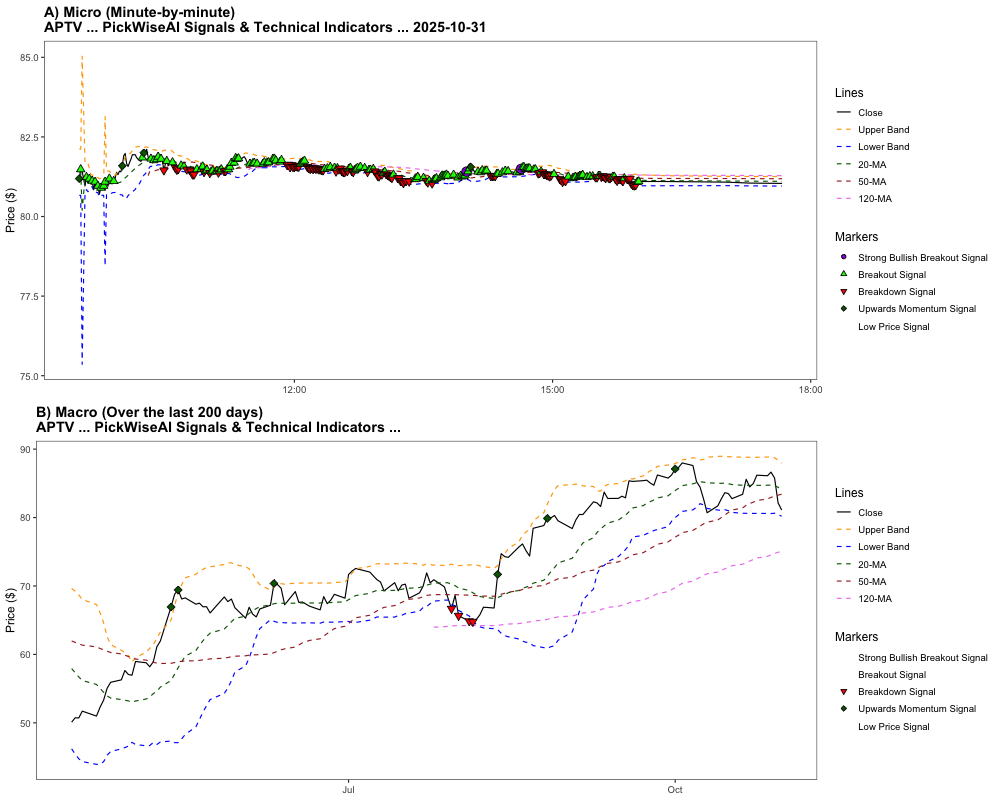 A) Micro (Minute-by-minute)
APTV ... PickWiseAI Signals & Technical Indicators ... 2025-10-31
Price ($)
85.0
82.5
80.0
77.5
75.0
12:00
15:00
18:00
Lines
Close
Upper Band
Lower Band
20-MA
50-MA
120-MA
Markers
Strong Bullish Breakout Signal
Breakout Signal
Breakdown Signal
Upwards Momentum Signal
Low Price Signal
B) Macro (Over the last 200 days)
APTV ... PickWiseAI Signals & Technical Indicators ...
Price ($)
90
80
70
60
50
Jul
Oct
Lines
Close
Upper Band
Lower Band
20-MA
50-MA
120-MA
Markers
Strong Bullish Breakout Signal
Breakout Signal
Breakdown Signal
Upwards Momentum Signal
Low Price Signal